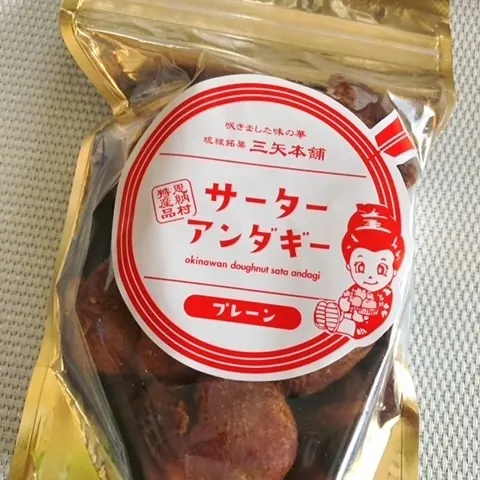 咲きました味の華
琉球銘菓 三矢本舗
恩納村
特産品
サーター
アンダギー
okinawan doughnut sata andagi
プレーン